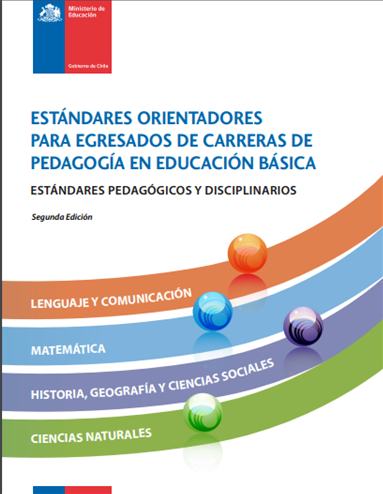 Ministerio de
Educación
Gobierno de Chile
ESTÁNDARES ORIENTADORES
PARA EGRESADOS DE CARRERAS DE
PEDAGOGÍA EN EDUCACIÓN BÁSICA
ESTÁNDARES PEDAGÓGICOS Y DISCIPLINARIOS
Segunda Edición
LENGUAJE Y COMUNICACIÓN
MATEMÁTICA
HISTORIA, GEOGRAFÍA Y CIENCIAS SOCIALES
CIENCIAS NATURALES